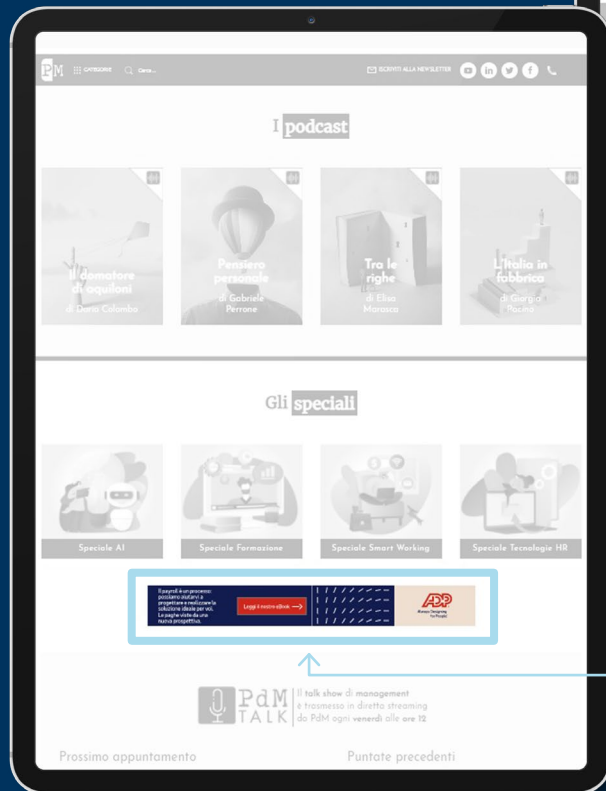 PM
CATEGORIE
Cerca...
ISCRIVITI ALLA NEWSLETTER
I podcast
Il domatore
di aquiloni
di Dario Colombo
Pensiero
personale
di Gabriele
Perrone
Tra le
righe
di Elisa
Marasca
L'Italia in
fabbrica
di Giorgio
Pacino
Gli speciali
Speciale AI
Speciale Formazione
Speciale Smart Working
Speciale Tecnologie HR
Il payroll è un processo:
possiamo aiutarvi a
progettare e realizzare la
soluzione ideale per voi.
Le paghe viste da una
nuova prospettiva.
Leggi il nostro eBook
ADP
Always Designing
for People
PdM
TALK
Il talk show di management
è trasmesso in diretta streaming
da PdM ogni venerdì alle ore 12
Prossimo appuntamento
Puntate precedenti